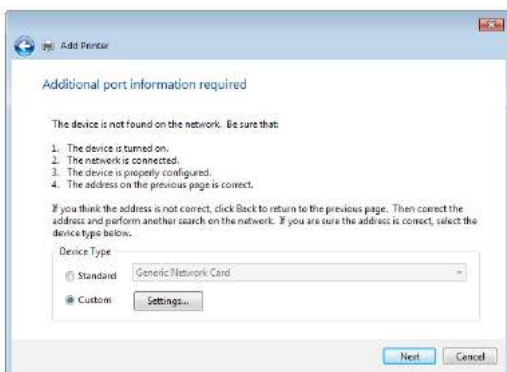 Add Printer
Additional port information required
The device is not found on the network. Be sure that:
1. The device is turned on.
2. The network is connected.
3. The device is properly configured.
4. The address on the previous page is correct.
If you think the address is not correct, click Back to return to the previous page. Then correct the
address and perform another search on the network. If you are sure the address is correct, select the
device type below.
Device Type
Standard Generic Network Card
Custom Settings...
Next Cancel